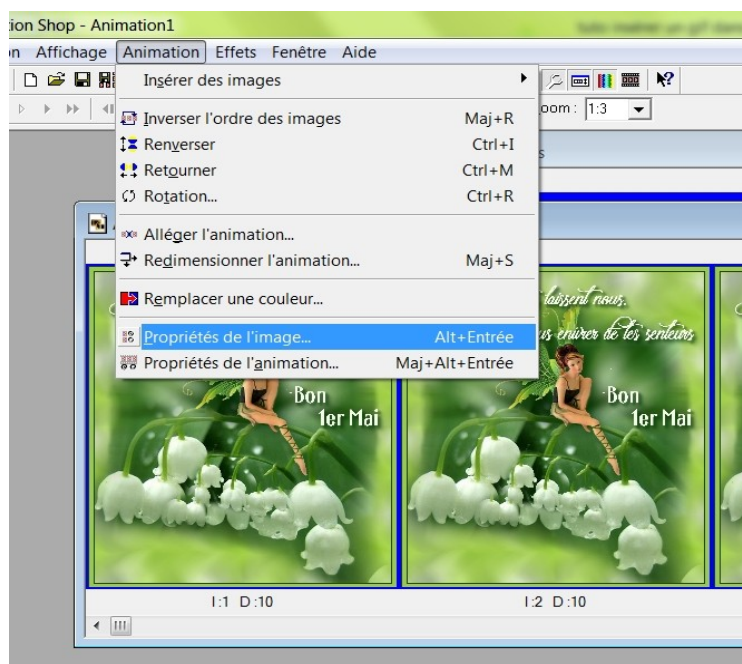 ion Shop - Animation1
on Affichage Animation Effets Fenêtre Aide
Insérer des images
oom : 1:3
Inverser l'ordre des images Maj+R
Renverser Ctrl+I
s
Retourner Ctrl+M
Rotation... Ctrl+R
Alléger l'animation...
Redimensionner l'animation... Maj+S
Remplacer une couleur...
laissent nous.
Propriétés de l'image... Alt+Entrée
us enivrer de tes senteurs
Propriétés de l'animation... Maj+Alt+Entrée
Bon
1er Mai
Bon
1er Mai
I:1 D:10
I:2 D:10